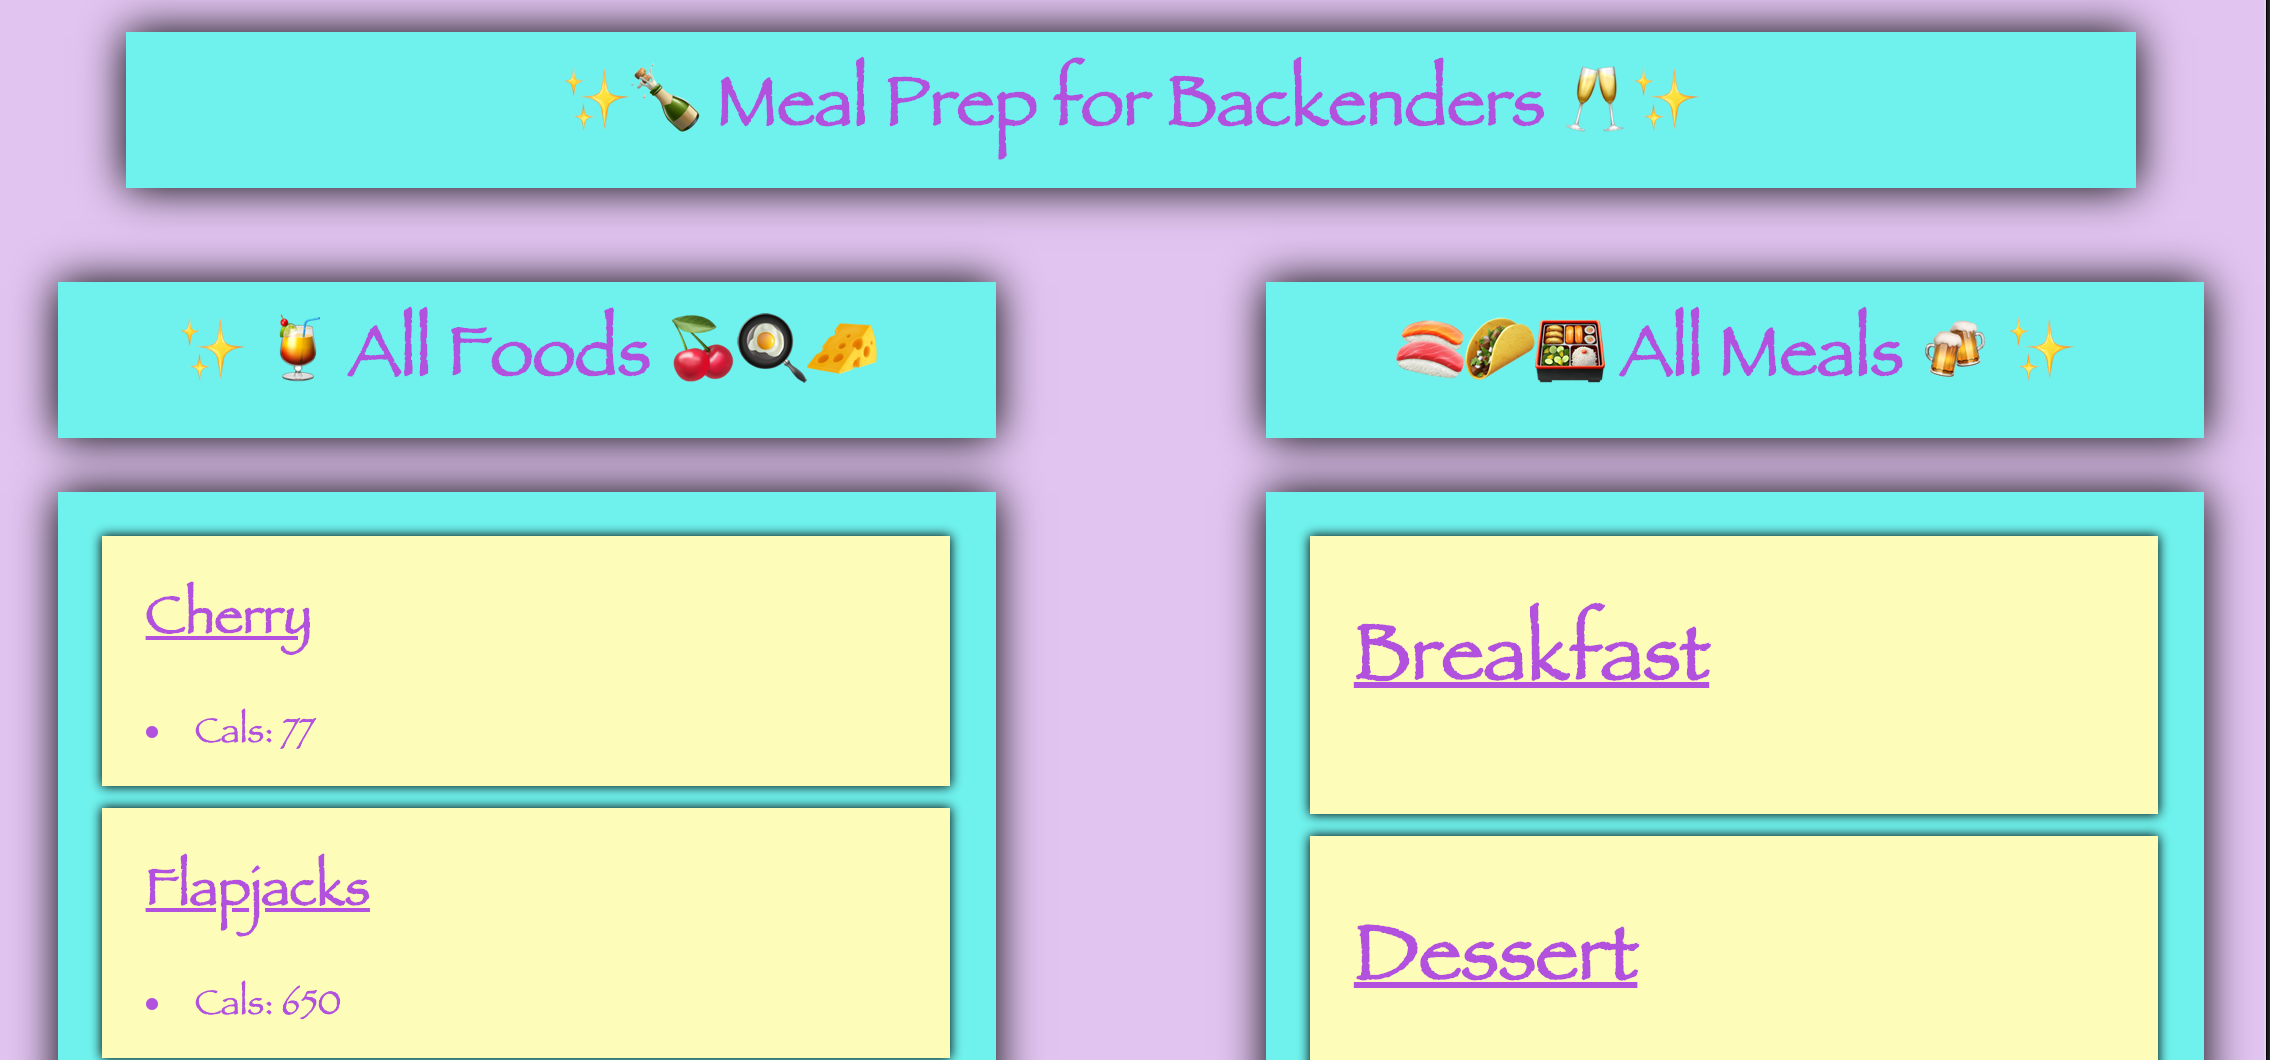 ✨🍾 Meal Prep for Backenders 🥂✨
✨ 🍹 All Foods 🍒🍳🧀
Cherry
• Cals: 77
Flapjacks
• Cals: 650
🍣🌮🍱 All Meals 🍻 ✨
Breakfast
Dessert